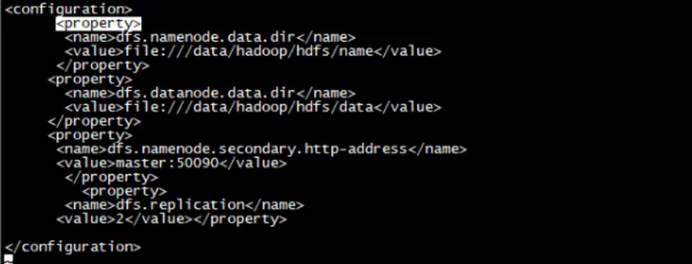 <configuration>
<property>
<name>dfs.namenode.data.dir</name>
<value>file:///data/hadoop/hdfs/name</value>
</property>
<property>
<name>dfs.datanode.data.dir</name>
<value>file:///data/hadoop/hdfs/data</value>
</property>
<property>
<name>dfs.namenode.secondary.http-address</name>
<value>master:50090</value>
</property>
<property>
<name>dfs.replication</name>
<value>2</value></property>
</configuration>
~